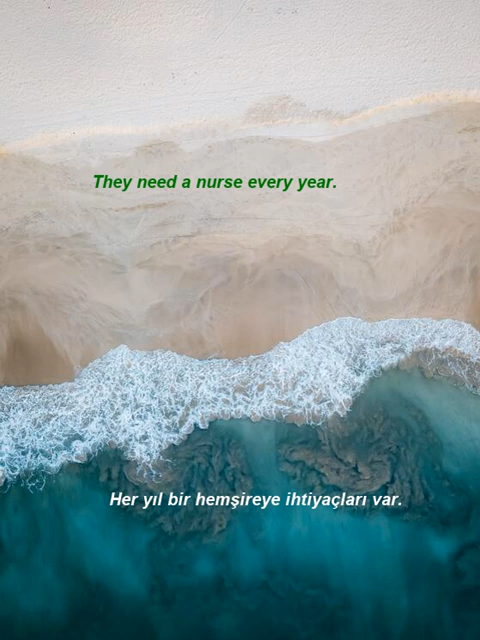 They need a nurse every year.
Her yıl bir hemşireye ihtiyaçları var.